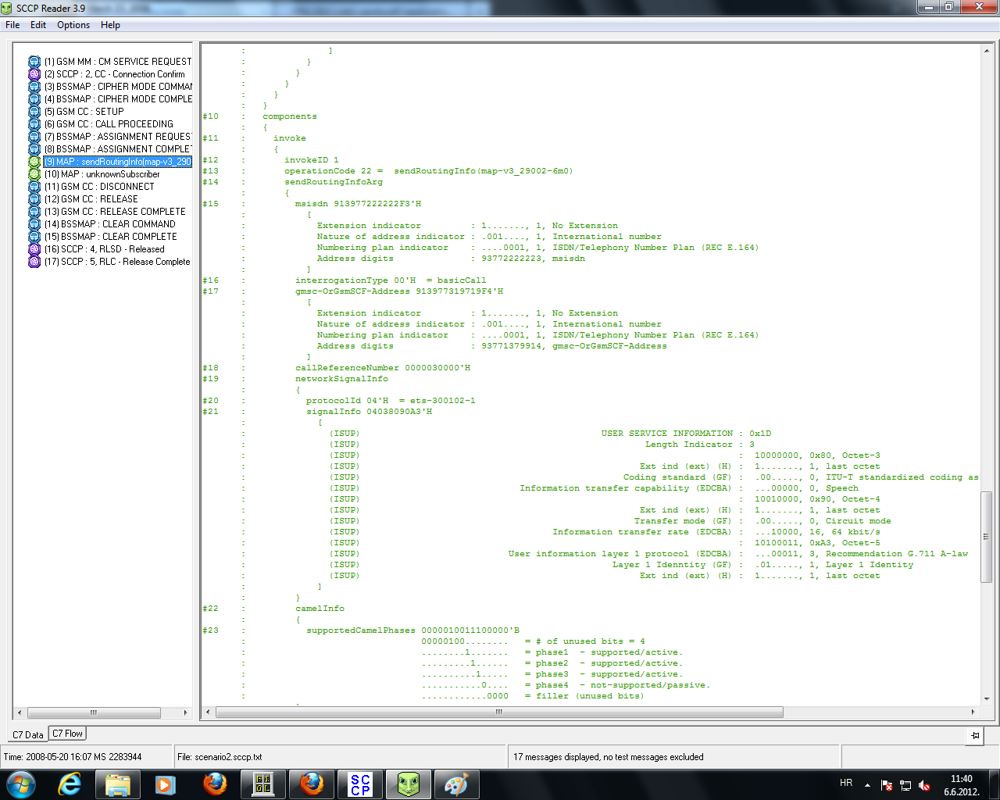 SCCP Reader 3.9
File Edit Options Help
(1) GSM MM : CM SERVICE REQUEST
(2) SCCP : 2, CC - Connection Confirm
(3) BSSMAP : CIPHER MODE COMMAN
(4) BSSMAP : CIPHER MODE COMPLE
(5) GSM CC : SETUP
(6) GSM CC : CALL PROCEEDING
(7) BSSMAP : ASSIGNMENT REQUES
(8) BSSMAP : ASSIGNMENT COMPLET
(9) MAP : sendRoutingInfo(map-v3_290
(10) MAP : unknownSubscriber
(11) GSM CC : DISCONNECT
(12) GSM CC : RELEASE
(13) GSM CC : RELEASE COMPLETE
(14) BSSMAP : CLEAR COMMAND
(15) BSSMAP : CLEAR COMPLETE
(16) SCCP : 4, RLSD - Released
(17) SCCP : 5, RLC - Release Complete
: ]
: }
: }
: }
: }
: }
#10 : components
: {
#11 : invoke
: {
#12 : invokeID 1
#13 : operationCode 22 = sendRoutingInfo(map-v3_29002-6m0)
#14 : sendRoutingInfoArg
: {
#15 : msisdn 913977222222F3'H
: [
: Extension indicator : 1......., 1, No Extension
: Nature of address indicator : .001...., 1, International number
: Numbering plan indicator : ....0001, 1, ISDN/Telephony Number Plan (REC E.164)
: Address digits : 93772222223, msisdn
: ]
#16 : interrogationType 00'H = basicCall
#17 : gmsc-OrGsmSCF-Address 913977319719F4'H
: [
: Extension indicator : 1......., 1, No Extension
: Nature of address indicator : .001...., 1, International number
: Numbering plan indicator : ....0001, 1, ISDN/Telephony Number Plan (REC E.164)
: Address digits : 93771379914, gmsc-OrGsmSCF-Address
: ]
#18 : callReferenceNumber 0000030000'H
#19 : networkSignalInfo
: {
#20 : protocolId 04'H = ets-300102-1
#21 : signalInfo 04038090A3'H
: [
: (ISUP) USER SERVICE INFORMATION : 0x1D
: (ISUP) Length Indicator : 3
: (ISUP) : 10000000, 0x80, Octet-3
: (ISUP) Ext ind (ext) (H) : 1......., 1, last octet
: (ISUP) Coding standard (GF) : .00....., 0, ITU-T standardized coding as
: (ISUP) Information transfer capability (EDCBA) : ...00000, 0, Speech
: (ISUP) : 10010000, 0x90, Octet-4
: (ISUP) Ext ind (ext) (H) : 1......., 1, last octet
: (ISUP) Transfer mode (GF) : .00....., 0, Circuit mode
: (ISUP) Information transfer rate (EDCBA) : ...10000, 16, 64 kbit/s
: (ISUP) : 10100011, 0xA3, Octet-5
: (ISUP) User information layer 1 protocol (EDCBA) : ...00011, 3, Recommendation G.711 A-law
: (ISUP) Layer 1 Idenntity (GF) : .01....., 1, Layer 1 Identity
: (ISUP) Ext ind (ext) (H) : 1......., 1, last octet
: ]
: }
#22 : camelInfo
: {
#23 : supportedCamelPhases 0000010011100000'B
: 00000100........ = # of unused bits = 4
: ........1....... = phase1 - supported/active.
: .........1...... = phase2 - supported/active.
: ..........1..... = phase3 - supported/active.
: ...........0.... = phase4 - not-supported/passive.
: ............0000 = filler (unused bits)
C7 Data C7 Flow
Time: 2008-05-20 16:07 MS 2283944 File: scenario2.sccp.txt 17 messages displayed, no test messages excluded
SC
CP
HR
11:40
6.6.2012.